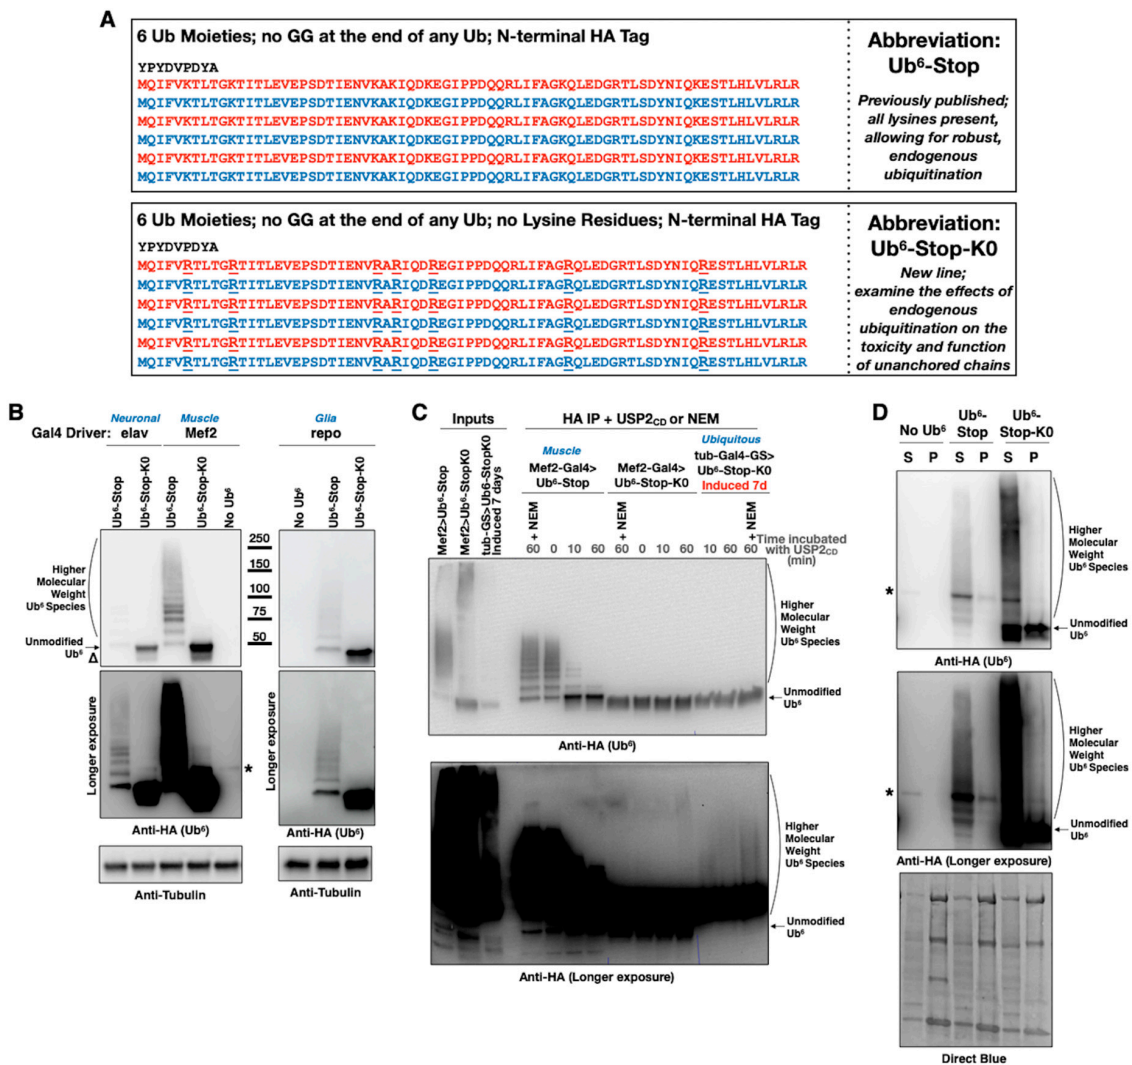 A
6 Ub Moieties; no GG at the end of any Ub; N-terminal HA Tag
YPYDVPDYA
MQIFVKTLTGKTITLEVEPSDTIENVKAKIQDKEGIPPDQQRLIFAGKQLEDGRTLSDYNIQKESTLHLVLRLR
MQIFVKTLTGKTITLEVEPSDTIENVKAKIQDKEGIPPDQQRLIFAGKQLEDGRTLSDYNIQKESTLHLVLRLR
MQIFVKTLTGKTITLEVEPSDTIENVKAKIQDKEGIPPDQQRLIFAGKQLEDGRTLSDYNIQKESTLHLVLRLR
MQIFVKTLTGKTITLEVEPSDTIENVKAKIQDKEGIPPDQQRLIFAGKQLEDGRTLSDYNIQKESTLHLVLRLR
MQIFVKTLTGKTITLEVEPSDTIENVKAKIQDKEGIPPDQQRLIFAGKQLEDGRTLSDYNIQKESTLHLVLRLR
MQIFVKTLTGKTITLEVEPSDTIENVKAKIQDKEGIPPDQQRLIFAGKQLEDGRTLSDYNIQKESTLHLVLRLR
Abbreviation:
Ub⁶-Stop
Previously published;
all lysines present,
allowing for robust,
endogenous
ubiquitination
6 Ub Moieties; no GG at the end of any Ub; no Lysine Residues; N-terminal HA Tag
YPYDVPDYA
MQIFVRTLTGRTITLEVEPSDTIENVRARIQDREGIPPDQQRLIFAGRQLEDGRTLSDYNIQRESTLHLVLRLR
MQIFVRTLTGRTITLEVEPSDTIENVRARIQDREGIPPDQQRLIFAGRQLEDGRTLSDYNIQRESTLHLVLRLR
MQIFVRTLTGRTITLEVEPSDTIENVRARIQDREGIPPDQQRLIFAGRQLEDGRTLSDYNIQRESTLHLVLRLR
MQIFVRTLTGRTITLEVEPSDTIENVRARIQDREGIPPDQQRLIFAGRQLEDGRTLSDYNIQRESTLHLVLRLR
MQIFVRTLTGRTITLEVEPSDTIENVRARIQDREGIPPDQQRLIFAGRQLEDGRTLSDYNIQRESTLHLVLRLR
MQIFVRTLTGRTITLEVEPSDTIENVRARIQDREGIPPDQQRLIFAGRQLEDGRTLSDYNIQRESTLHLVLRLR
Abbreviation:
Ub⁶-Stop-K0
New line;
examine the effects of
endogenous
ubiquitination on the
toxicity and function
of unanchored chains
B
Neuronal Muscle Glia
Gal4 Driver: elav Mef2 repo
Ub⁶-Stop
Ub⁶-Stop-K0
Ub⁶-Stop
Ub⁶-Stop-K0
No Ub⁶
No Ub⁶
Ub⁶-Stop
Ub⁶-Stop-K0
250
150
100
75
50
Higher
Molecular
Weight
Ub⁶ Species
Unmodified
Ub⁶
Δ
Longer exposure
*
Longer exposure
Anti-HA (Ub⁶)
Anti-HA (Ub⁶)
Anti-Tubulin
Anti-Tubulin
C
Inputs
HA IP + USP2CD or NEM
Mef2>Ub⁶-Stop
Mef2>Ub⁶-StopK0
tub-GS>Ub6-StopK0
Induced 7 days
Muscle
Mef2-Gal4>
Ub⁶-Stop
Mef2-Gal4>
Ub⁶-Stop-K0
Ubiquitous
tub-Gal4-GS>
Ub⁶-Stop-K0
Induced 7d
+ NEM
+ NEM
+ NEM
60 0 10 60 60 0 10 60 10 60 60
Time incubated
with USP2CD
(min)
Higher
Molecular
Weight
Ub⁶ Species
Unmodified
Ub⁶
Anti-HA (Ub⁶)
Higher
Molecular
Weight
Ub⁶ Species
Unmodified
Ub⁶
Anti-HA (Longer exposure)
D
No Ub⁶
Ub⁶-
Stop
Ub⁶-
Stop-K0
S P S P S P
Higher
Molecular
Weight
Ub⁶ Species
*
Unmodified
Ub⁶
Anti-HA (Ub⁶)
Higher
Molecular
Weight
Ub⁶ Species
*
Unmodified
Ub⁶
Anti-HA (Longer exposure)
Direct Blue